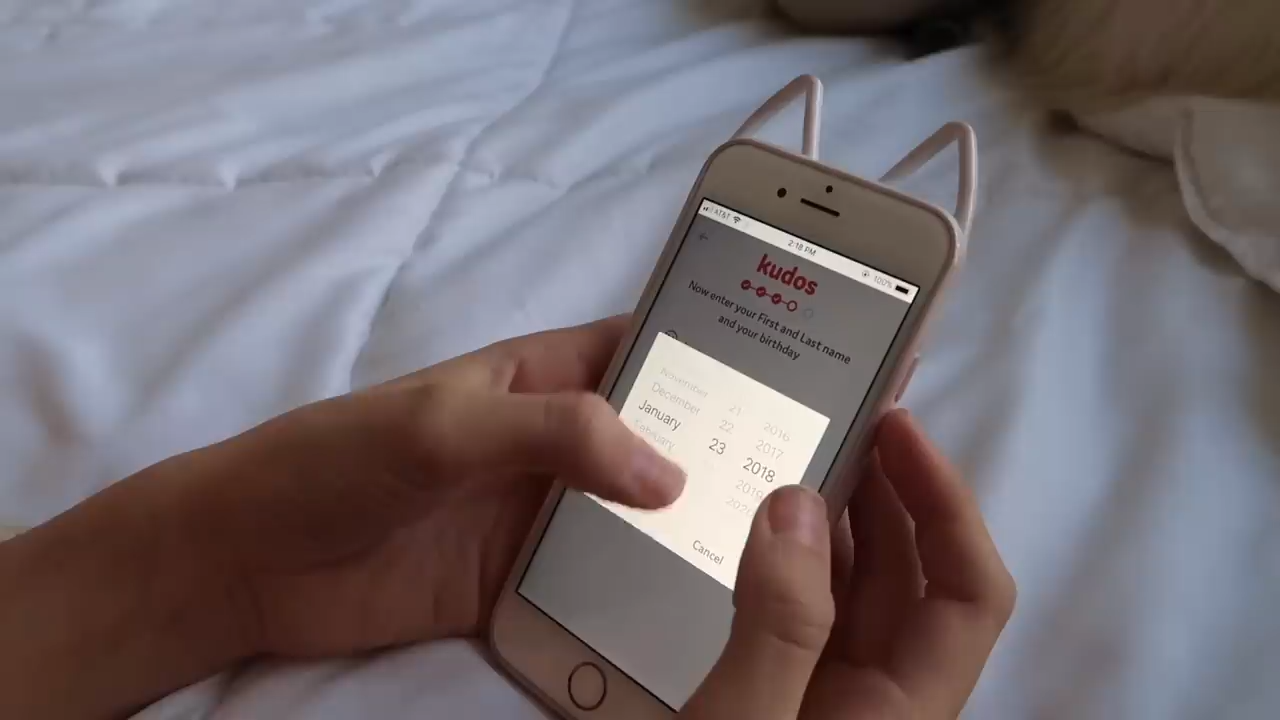 AT&T
2:18 PM
100%
kudos
Now enter your First and Last name
and your birthday
November
December 21 2016
January 22 2017
February 23 2018
2019
Cancel